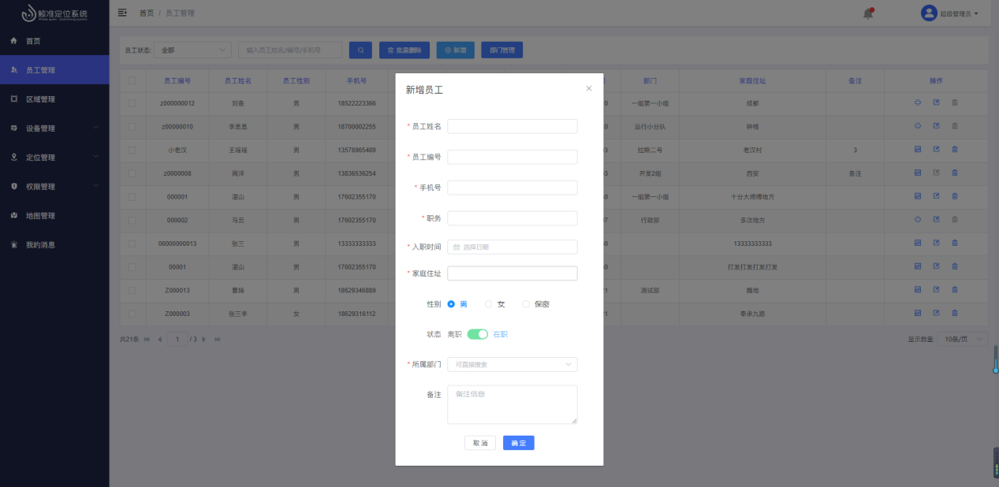 鲸准定位系统
首页 / 员工管理
超级管理员
首页
员工管理
区域管理
设备管理
定位管理
权限管理
地图管理
我的消息
员工状态: 全部 输入员工姓名/编号/手机号 批量删除 新增 部门管理
员工编号 员工姓名 员工性别 手机号 部门 家庭住址 备注 操作
z000000012 刘备 男 18522223366 0 一组第一小组 成都
z00000010 李思思 男 18700002255 0 运行小分队 钟楼
小老汉 王瑶瑶 男 13578965489 03 拉斯二号 老汉村 3
z0000008 周洋 男 13836536254 3 开发2组 西安 备注
000001 湛山 男 17602355170 0 一组第一小组 十分大师傅地方
000002 马云 男 17602355170 7 行政部 多次地方
00000000013 张三 男 13333333333 0 13333333333
00001 湛山 男 17602355170 0 打发打发打发打发
Z000013 曹操 男 18629346889 1 测试部 魏地
Z000003 张三丰 女 18629316112 1 奉承九路
共21条 1 / 3 显示数量: 10条/页
新增员工
* 员工姓名
* 员工编号
* 手机号
* 职务
* 入职时间 选择日期
* 家庭住址
性别 男 女 保密
状态 离职 在职
* 所属部门 可直接搜索
备注 备注信息
取消 确定